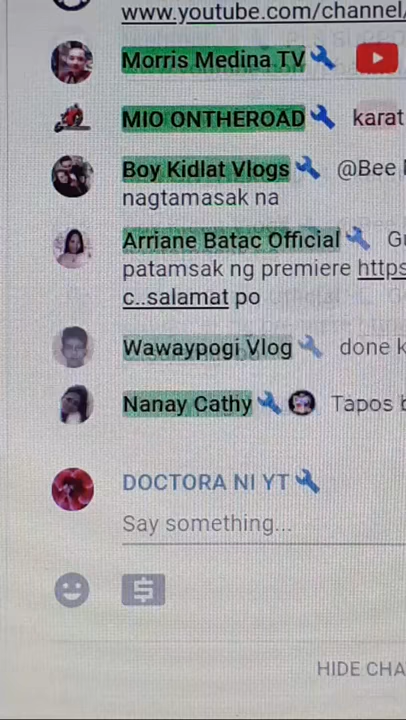 www.youtube.com/channel/
Morris Medina TV
MIO ONTHEROAD karat
Boy Kidlat Vlogs @Bee
nagtamasak na
Arriane Batac Official
patamsak ng premiere https
c..salamat po
Wawaypogi Vlog done k
Nanay Cathy Tapos b
DOCTORA NI YT
Say something...
HIDE CHA